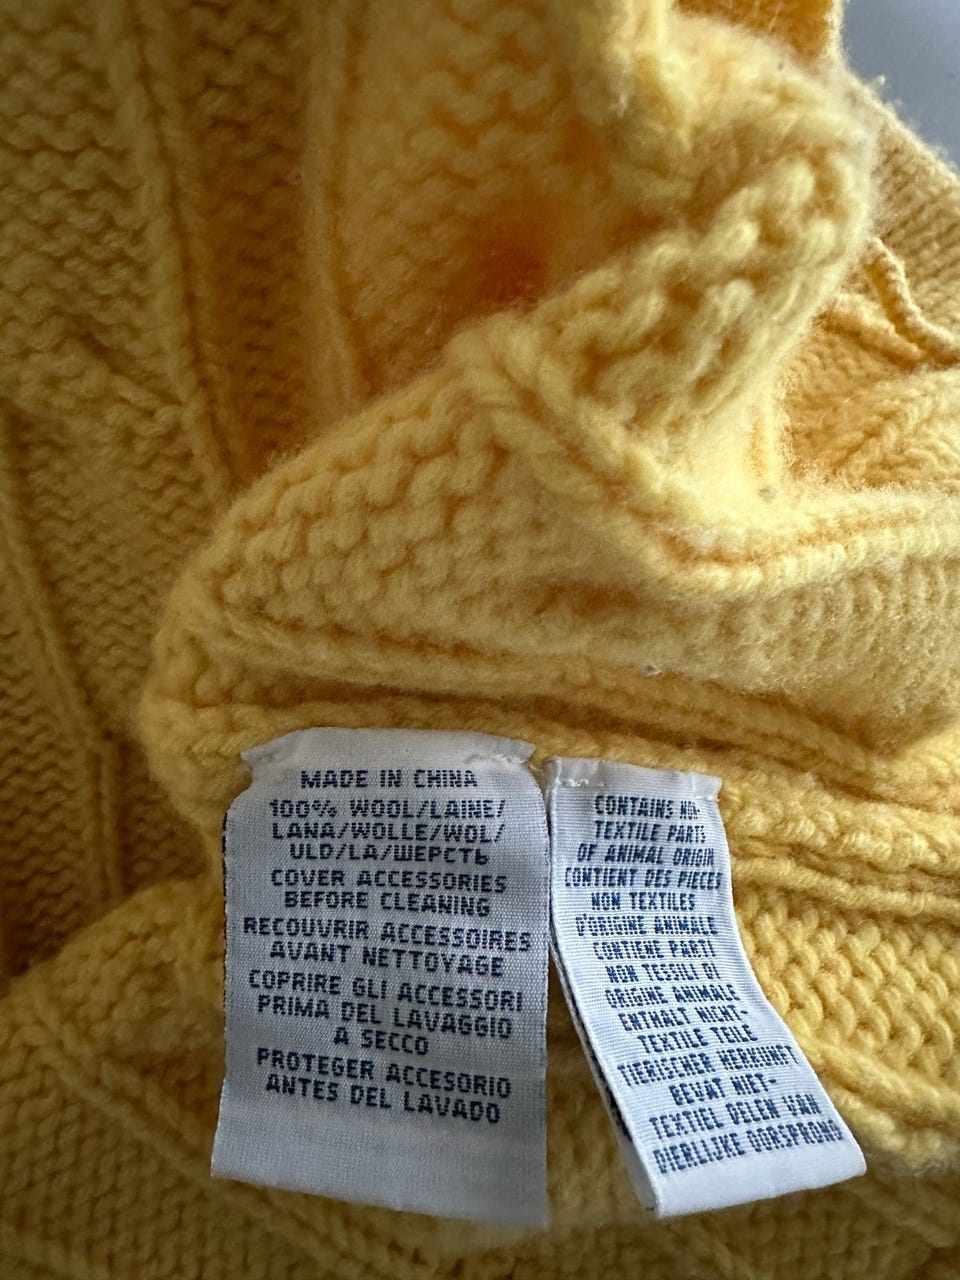 MADE IN CHINA
100% WOOL/LAINE/
LANA/WOLLE/WOL/
ULD/LA/ШЕРСТЬ
COVER ACCESSORIES
BEFORE CLEANING
RECOUVRIR ACCESSOIRES
AVANT NETTOYAGE
COPRIRE GLI ACCESSORI
PRIMA DEL LAVAGGIO
A SECCO
PROTEGER ACCESORIO
ANTES DEL LAVADO
CONTAINS NON-
TEXTILE PARTS
OF ANIMAL ORIGIN
CONTIENT DES PIECES
NON TEXTILES
D'ORIGINE ANIMALE
CONTIENE PARTI
NON TESSILI DI
ORIGINE ANIMALE
ENTHALT NICHT-
TEXTILE TEILE
TIERISCHER HERKUNFT
BEVAT NIET-
TEXTIEL DELEN VAN
DIERLIJKE OORSPRONG